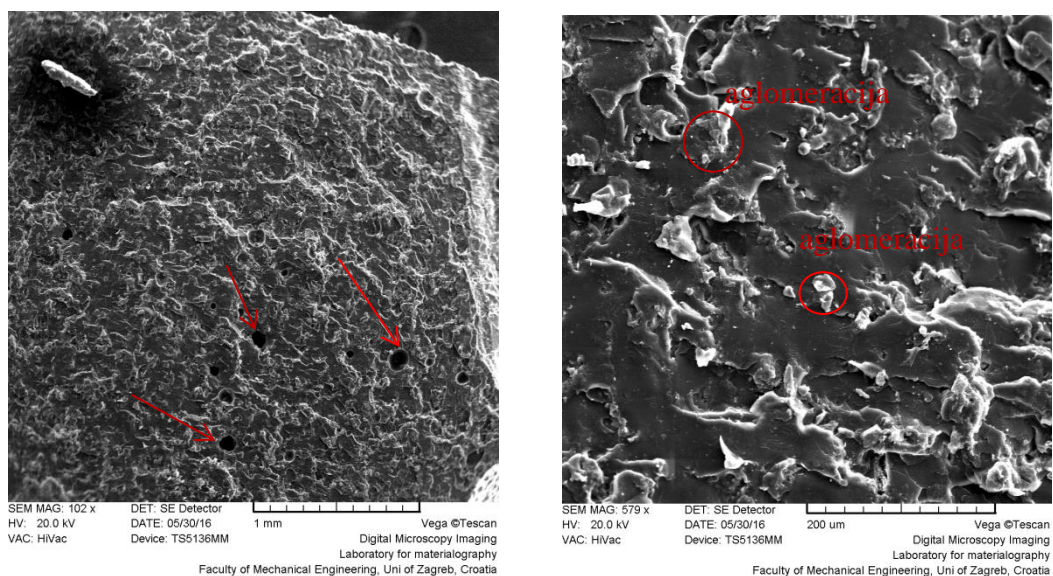 aglomeracija
aglomeracija
SEM MAG: 102 x DET: SE Detector
HV: 20.0 kV DATE: 05/30/16 1 mm Vega ©Tescan
VAC: HiVac Device: TS5136MM Digital Microscopy Imaging
Laboratory for materialography
Faculty of Mechanical Engineering, Uni of Zagreb, Croatia
SEM MAG: 579 x DET: SE Detector
HV: 20.0 kV DATE: 05/30/16 200 um Vega ©Tescan
VAC: HiVac Device: TS5136MM Digital Microscopy Imaging
Laboratory for materialography
Faculty of Mechanical Engineering, Uni of Zagreb, Croatia